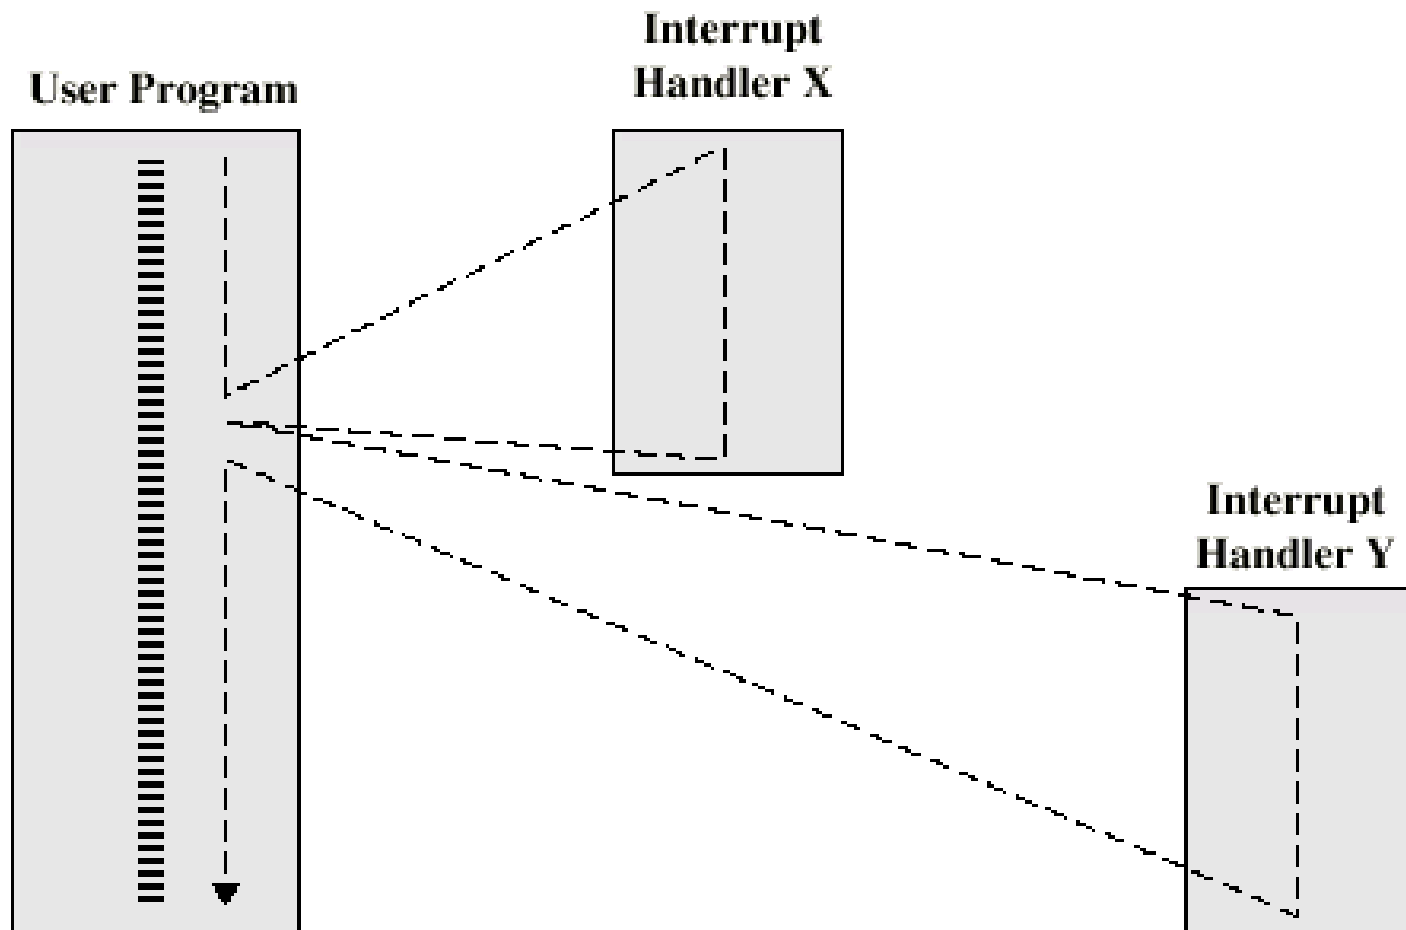 User Program
Interrupt
Handler X
Interrupt
Handler Y